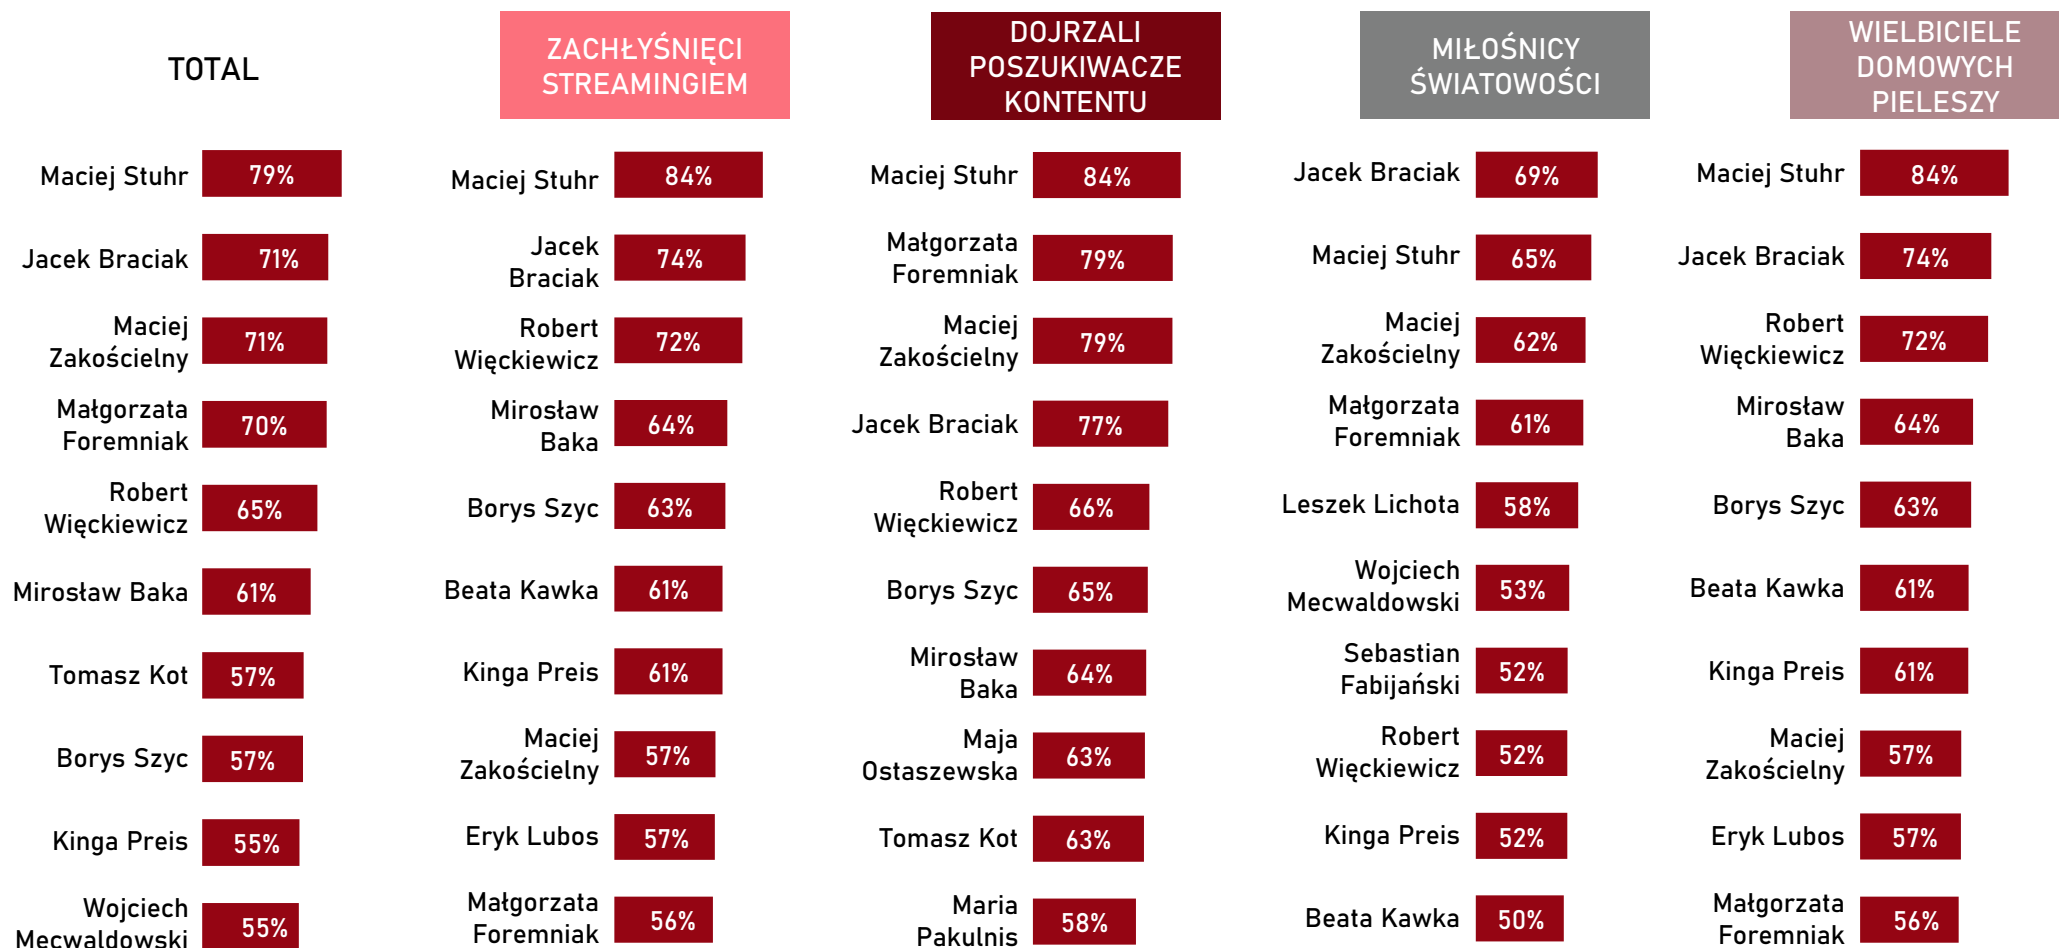 TOTAL
Maciej Stuhr
79%
Jacek Braciak
71%
Maciej
Zakościelny
71%
Małgorzata
Foremniak
70%
Robert
Więckiewicz
65%
Mirosław Baka
61%
Tomasz Kot
57%
Borys Szyc
57%
Kinga Preis
55%
Wojciech
Mecwaldowski
55%
ZACHŁYŚNIĘCI
STREAMINGIEM
Maciej Stuhr
84%
Jacek
Braciak
74%
Robert
Więckiewicz
72%
Mirosław
Baka
64%
Borys Szyc
63%
Beata Kawka
61%
Kinga Preis
61%
Maciej
Zakościelny
57%
Eryk Lubos
57%
Małgorzata
Foremniak
56%
DOJRZALI
POSZUKIWACZE
KONTENTU
Maciej Stuhr
84%
Małgorzata
Foremniak
79%
Maciej
Zakościelny
79%
Jacek Braciak
77%
Robert
Więckiewicz
66%
Borys Szyc
65%
Mirosław
Baka
64%
Maja
Ostaszewska
63%
Tomasz Kot
63%
Maria
Pakulnis
58%
MIŁOŚNICY
ŚWIATOWOŚCI
Jacek Braciak
69%
Maciej Stuhr
65%
Maciej
Zakościelny
62%
Małgorzata
Foremniak
61%
Leszek Lichota
58%
Wojciech
Mecwaldowski
53%
Sebastian
Fabijański
52%
Robert
Więckiewicz
52%
Kinga Preis
52%
Beata Kawka
50%
WIELBICIELE
DOMOWYCH
PIELESZY
Maciej Stuhr
84%
Jacek Braciak
74%
Robert
Więckiewicz
72%
Mirosław
Baka
64%
Borys Szyc
63%
Beata Kawka
61%
Kinga Preis
61%
Maciej
Zakościelny
57%
Eryk Lubos
57%
Małgorzata
Foremniak
56%